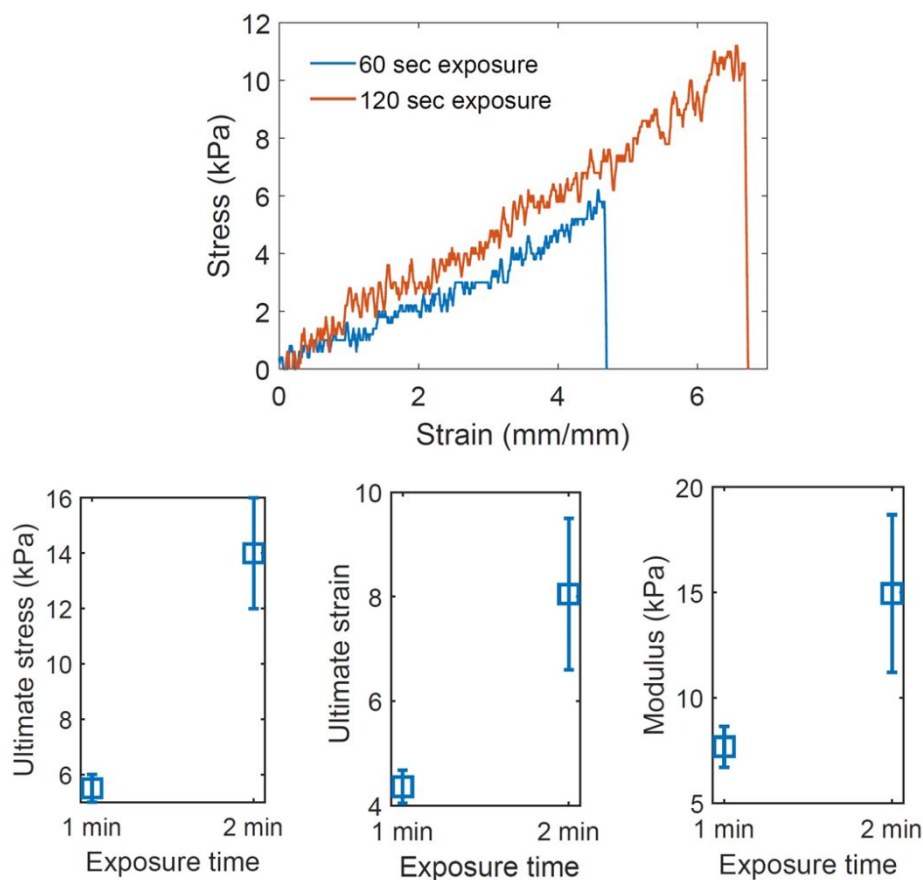 12
10
8
6
4
2
0
Stress (kPa)
60 sec exposure
120 sec exposure
0 2 4 6
Strain (mm/mm)
16
14
12
10
8
6
Ultimate stress (kPa)
1 min 2 min
Exposure time
10
8
6
4
Ultimate strain
1 min 2 min
Exposure time
20
15
10
5
Modulus (kPa)
1 min 2 min
Exposure time